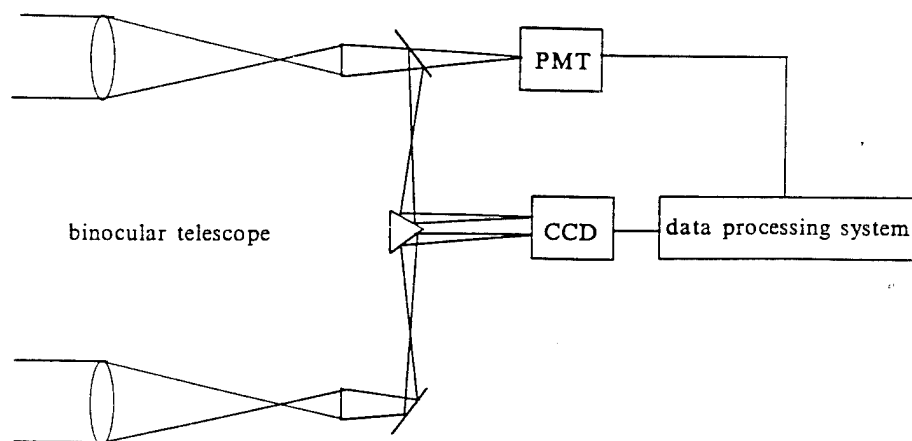 PMT
binocular telescope
CCD
data processing system